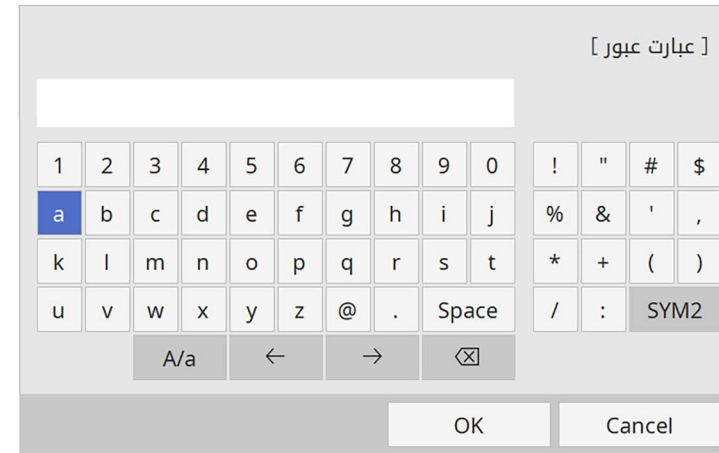 [ عبارت عبور ]
1 2 3 4 5 6 7 8 9 0 ! " # $
a b c d e f g h i j % & ' ,
k l m n o p q r s t * + ( )
u v w x y z @ . Space / : SYM2
A/a ← → ⌫
OK Cancel